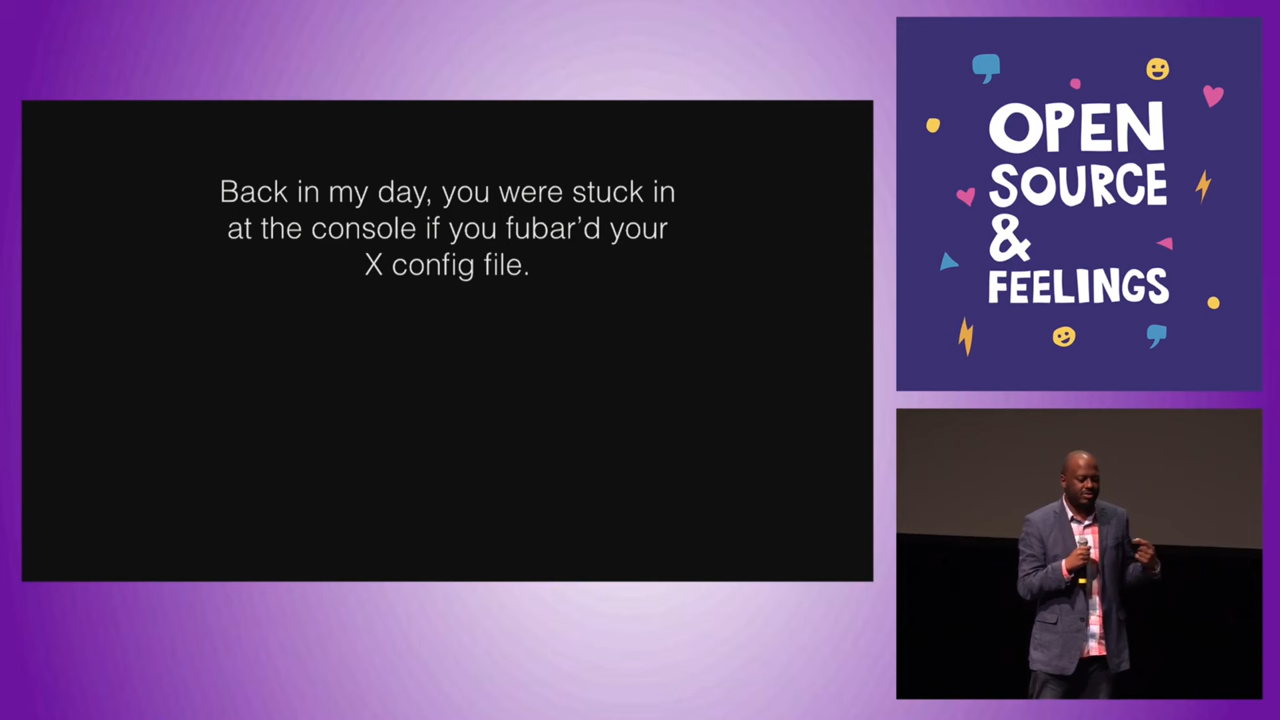 Back in my day, you were stuck in
at the console if you fubar’d your
X config file.
OPEN
SOURCE
&
FEELINGS